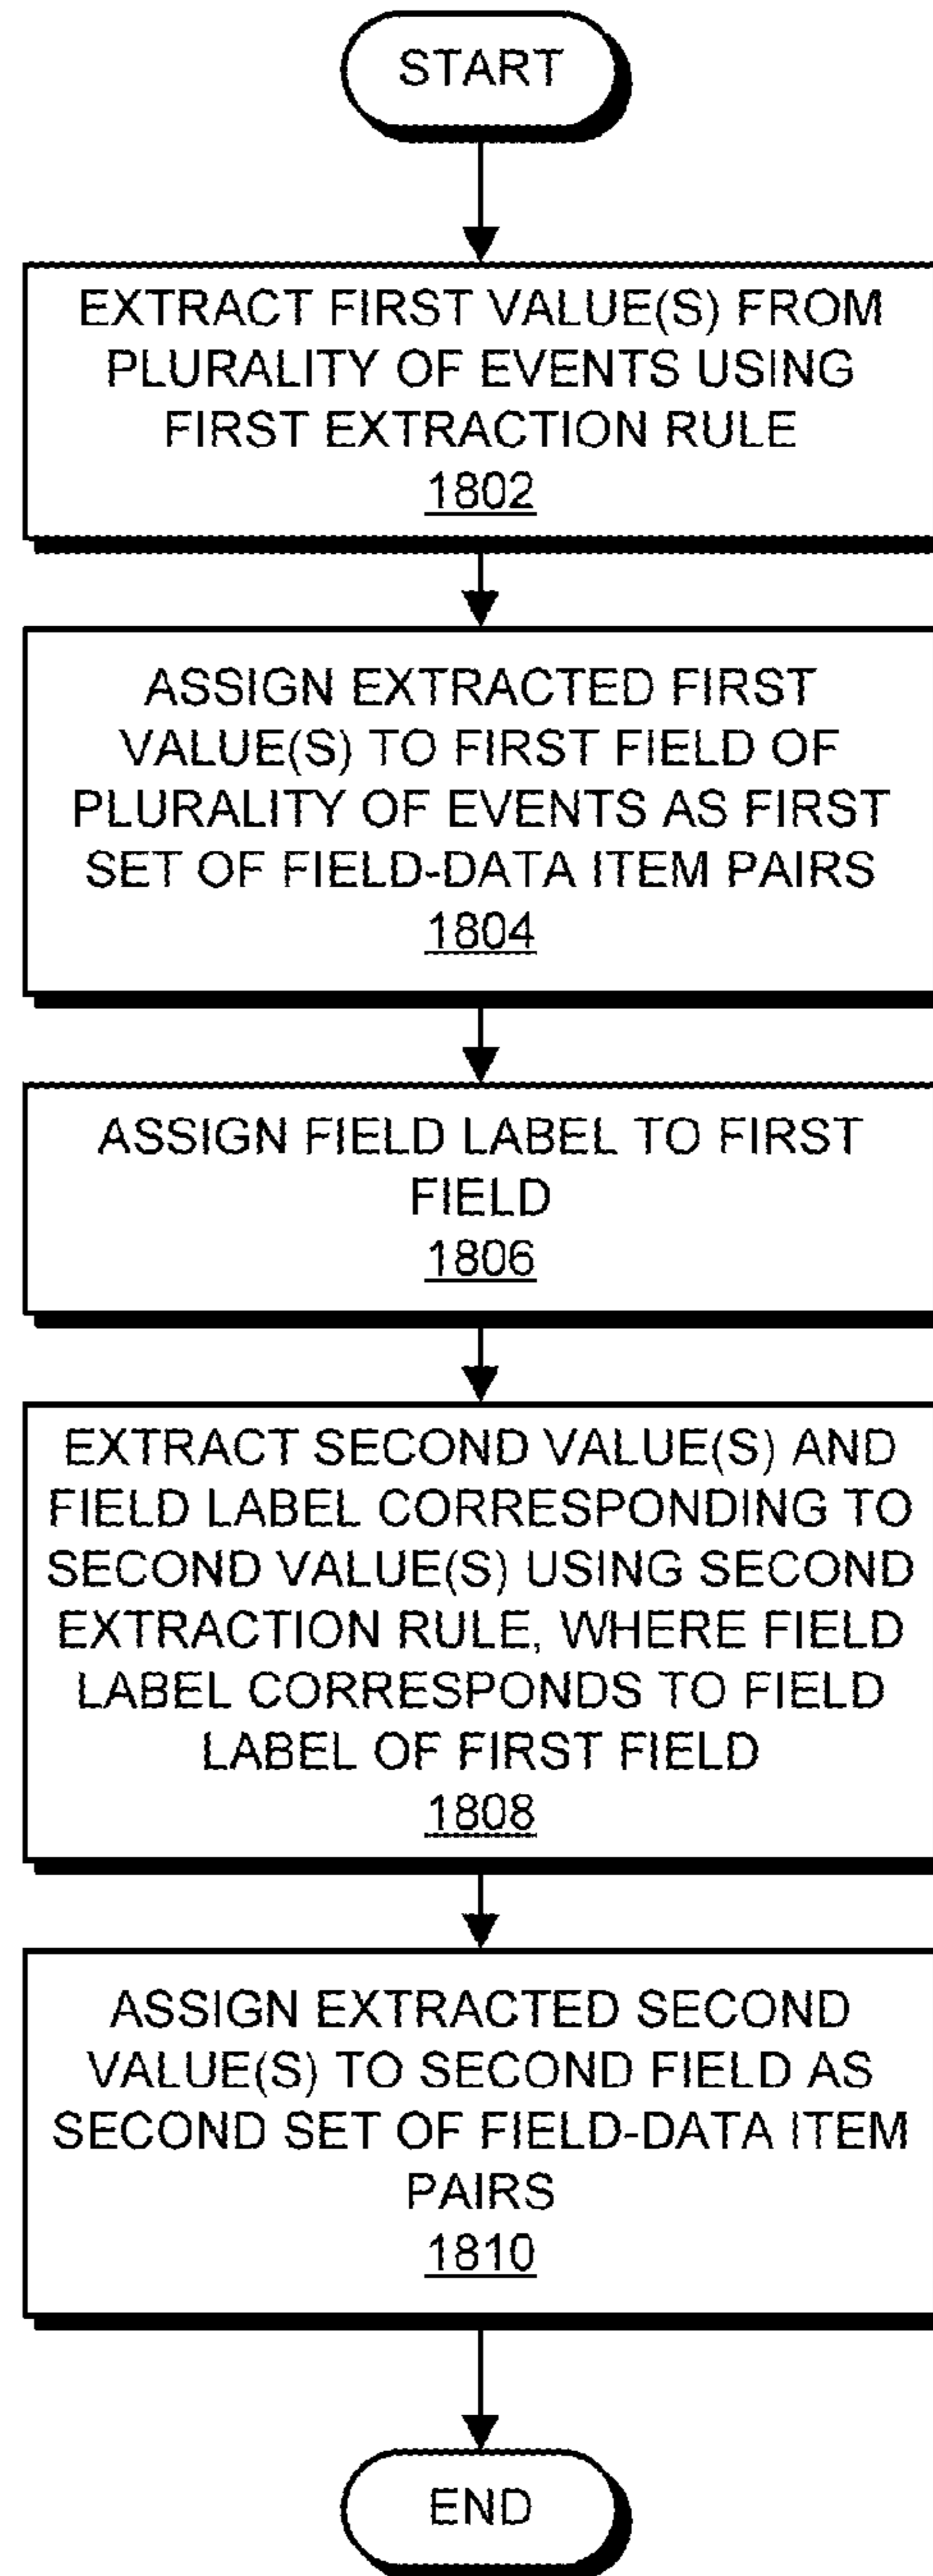 START
EXTRACT FIRST VALUE(S) FROM
PLURALITY OF EVENTS USING
FIRST EXTRACTION RULE
1802
ASSIGN EXTRACTED FIRST
VALUE(S) TO FIRST FIELD OF
PLURALITY OF EVENTS AS FIRST
SET OF FIELD-DATA ITEM PAIRS
1804
ASSIGN FIELD LABEL TO FIRST
FIELD
1806
EXTRACT SECOND VALUE(S) AND
FIELD LABEL CORRESPONDING TO
SECOND VALUE(S) USING SECOND
EXTRACTION RULE, WHERE FIELD
LABEL CORRESPONDS TO FIELD
LABEL OF FIRST FIELD
1808
ASSIGN EXTRACTED SECOND
VALUE(S) TO SECOND FIELD AS
SECOND SET OF FIELD-DATA ITEM
PAIRS
1810
END